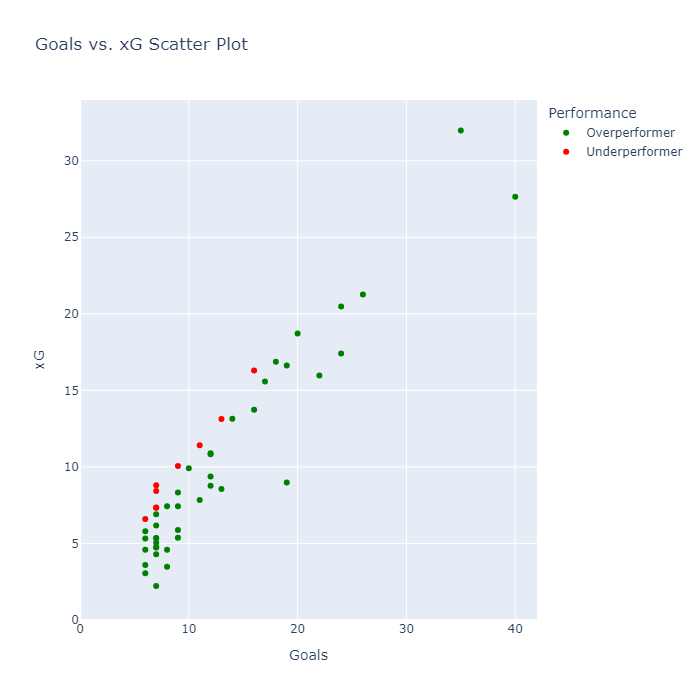 Goals vs. xG Scatter Plot
Performance
Overperformer
Underperformer
30
25
20
15
10
5
0
xG
0 10 20 30 40
Goals